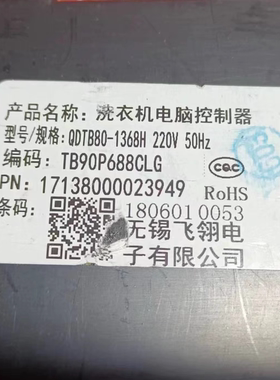 产品名称: 洗衣机电脑控制器
型号/规格: QDTB80-1368H 220V 50Hz
编码: TB90P688CLG
CQC
PN: 17138000023949 RoHS
条码: 1806010053
无锡飞翎电
子有限公司